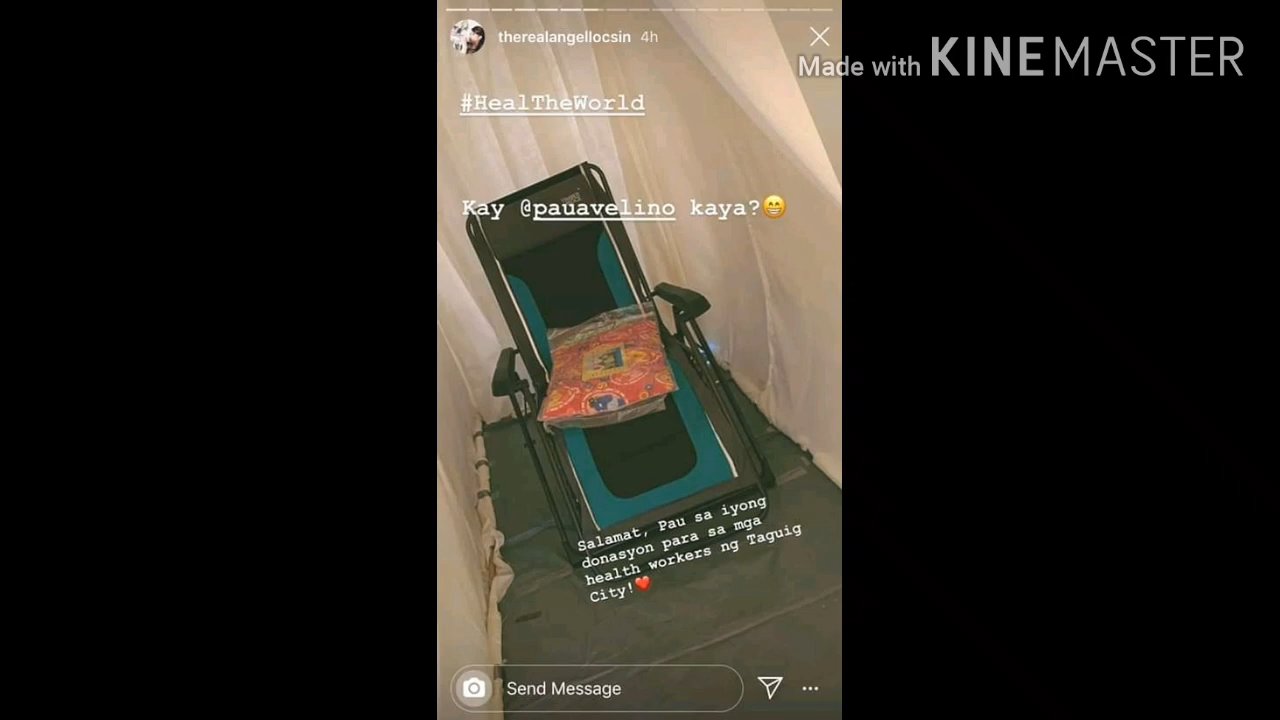 therealangellocsin 4h
Made with KINEMASTER
#HealTheWorld
Kay @pauavelino kaya?😁
Salamat, Pau sa iyong
donasyon para sa mga
health workers ng Taguig
City!❤️
Send Message